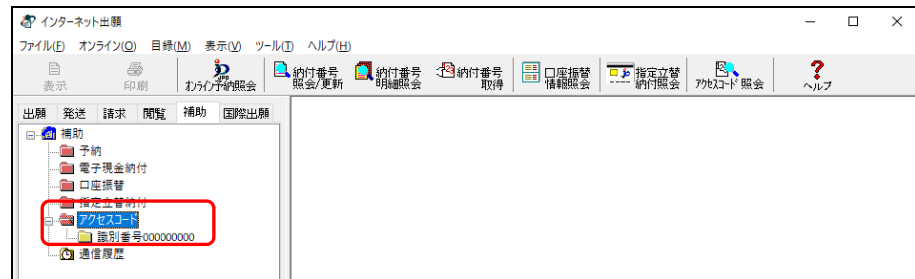 インターネット出願
ファイル(F) オンライン(O) 目録(M) 表示(V) ツール(T) ヘルプ(H)
表示 印刷 オンライン予納照会 納付番号照会/更新 納付番号明細照会 納付番号取得 口座振替情報照会 指定立替納付照会 アクセスコード照会 ヘルプ
出願 発送 請求 閲覧 補助 国際出願
補助
予納
電子現金納付
口座振替
指定立替納付
アクセスコード
識別番号000000000
通信履歴